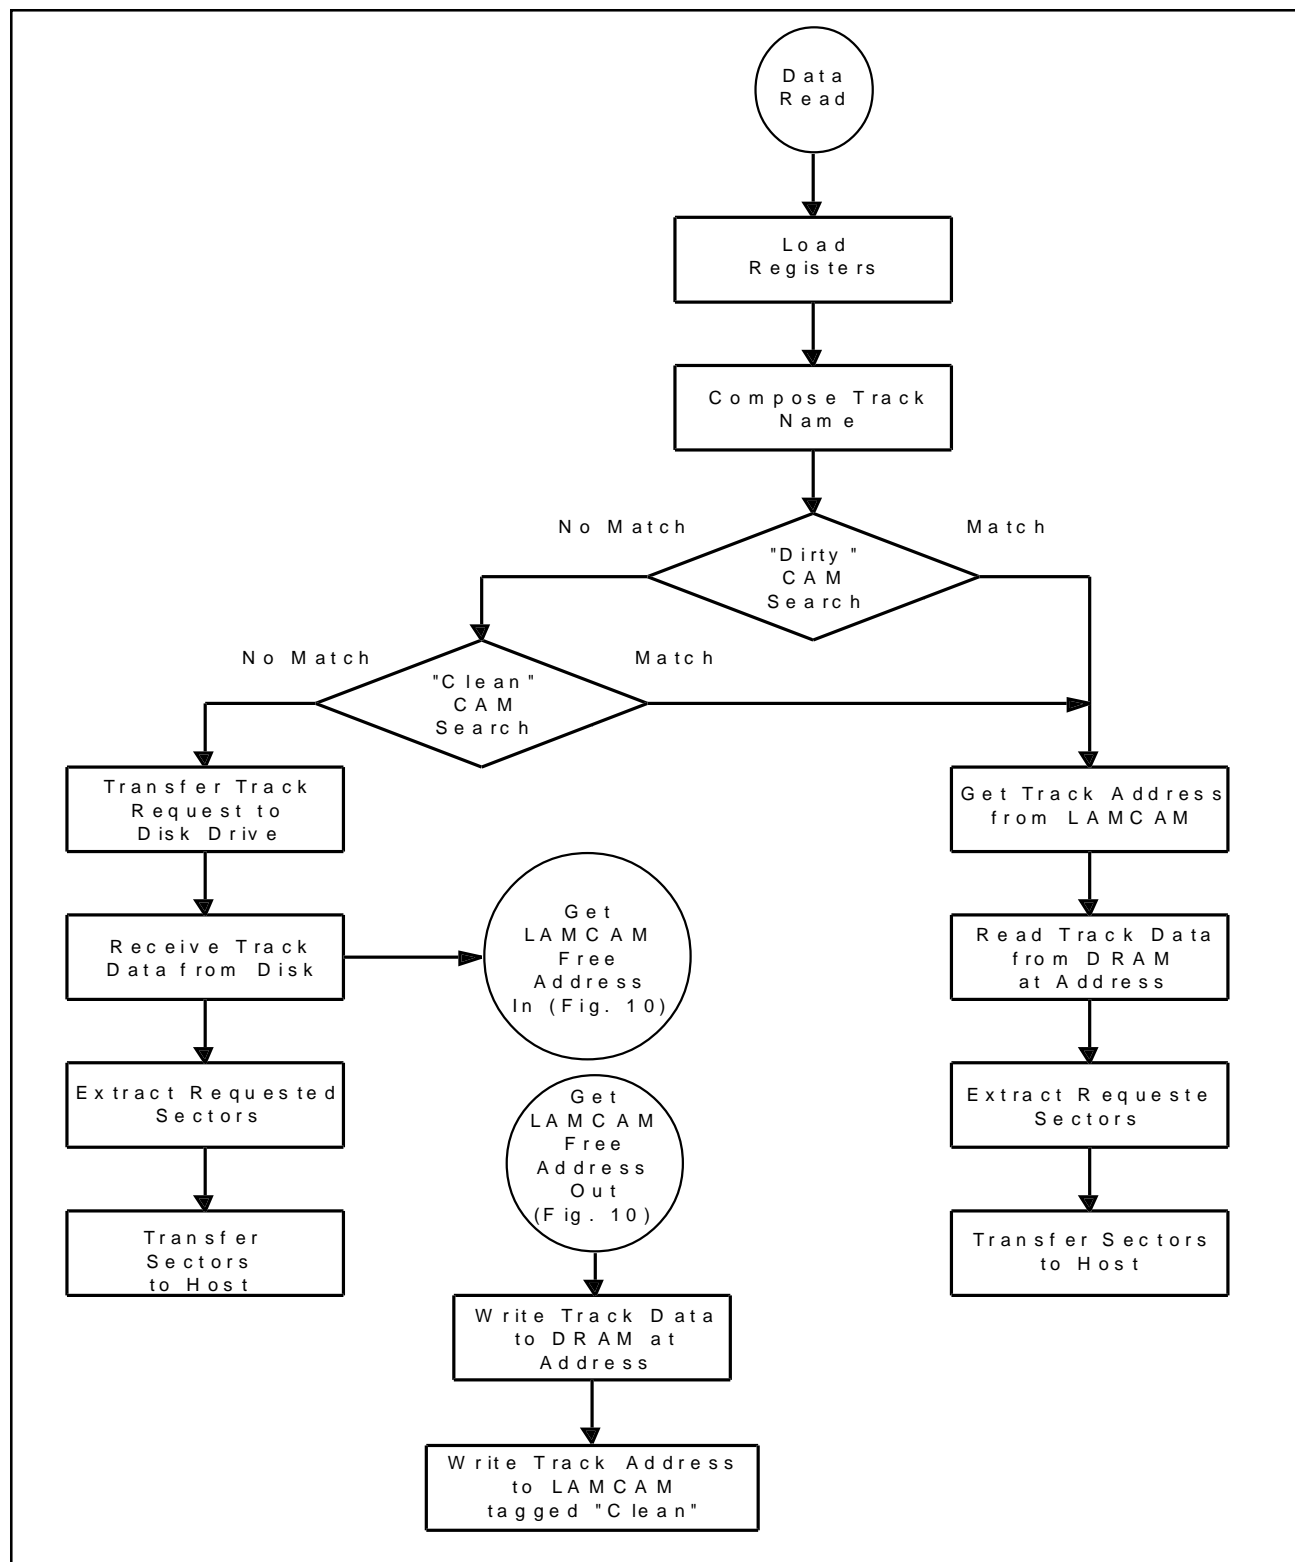 Data
Read
Load
Registers
Compose Track
Name
No Match
Match
"Dirty"
CAM
Search
No Match
Match
"Clean"
CAM
Search
Transfer Track
Request to
Disk Drive
Get Track Address
from LAMCAM
Receive Track
Data from Disk
Get
LAMCAM
Free
Address
In (Fig. 10)
Read Track Data
from DRAM
at Address
Extract Requested
Sectors
Get
LAMCAM
Free
Address
Out
(Fig. 10)
Extract Requeste
Sectors
Transfer
Sectors
to Host
Transfer Sectors
to Host
Write Track Data
to DRAM at
Address
Write Track Address
to LAMCAM
tagged "Clean"